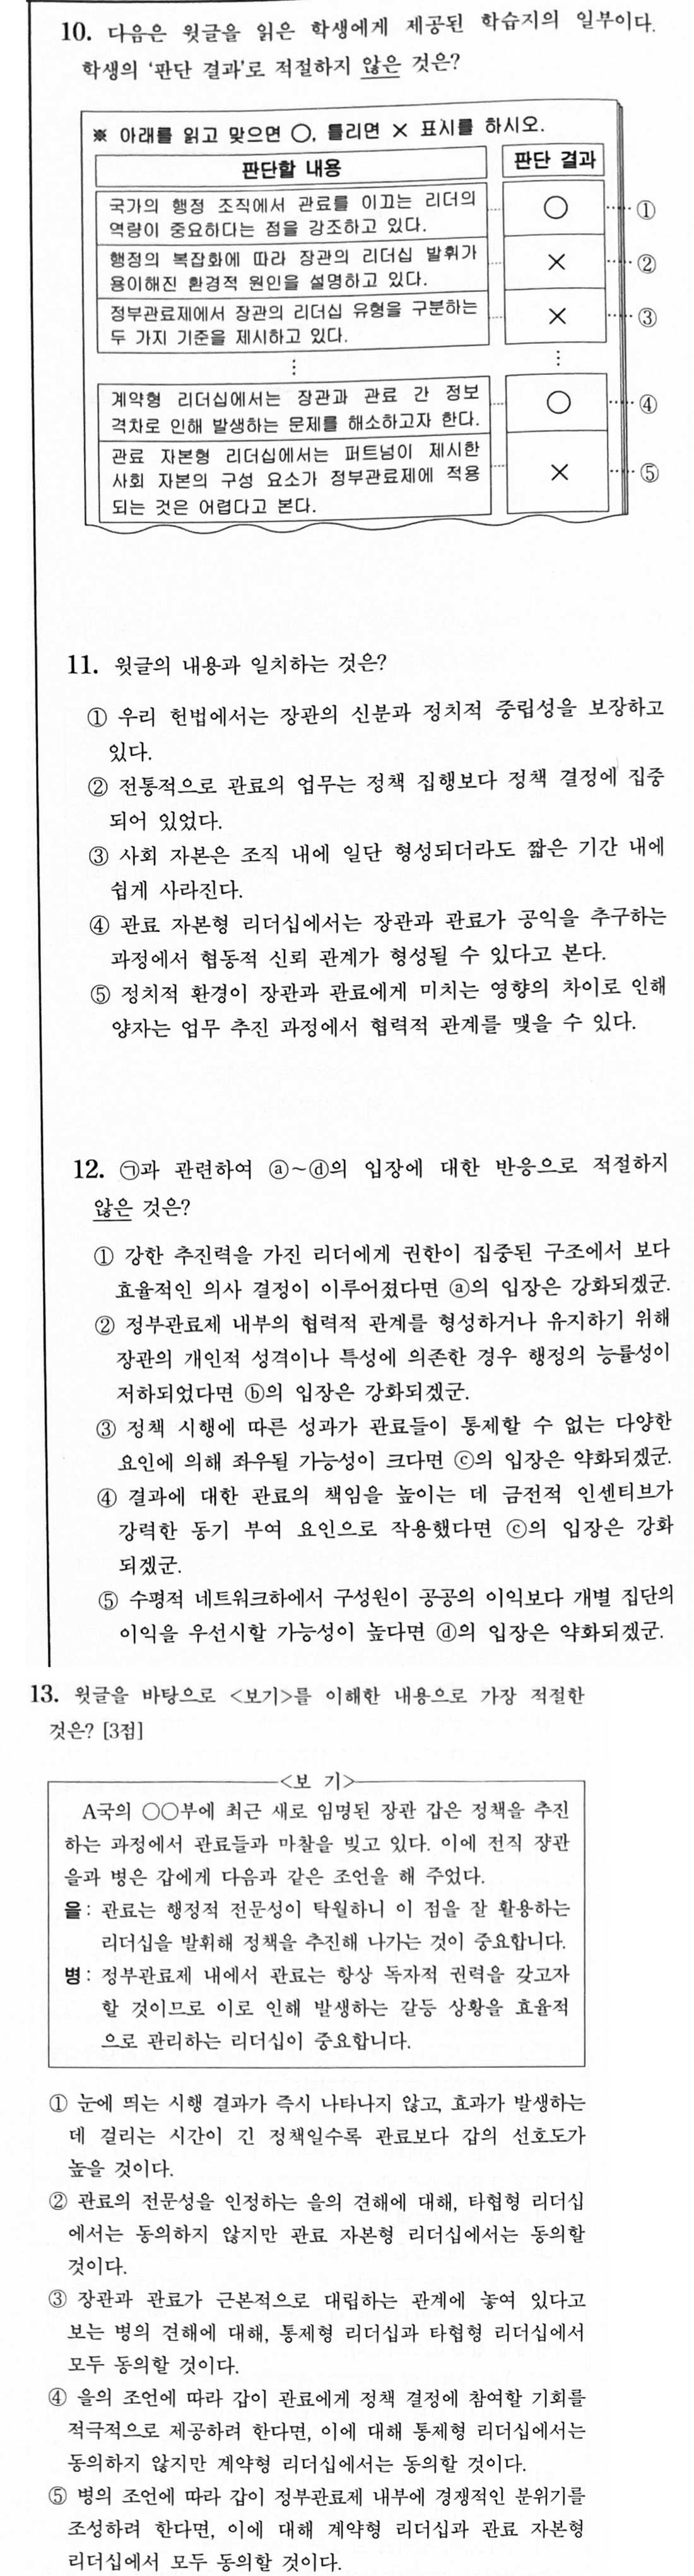 10. 다음은 윗글을 읽은 학생에게 제공된 학습지의 일부이다.
학생의 '판단 결과'로 적절하지 않은 것은?
※ 아래를 읽고 맞으면 ○, 틀리면 × 표시를 하시오.
판단할 내용 판단 결과
국가의 행정 조직에서 관료를 이끄는 리더의
역량이 중요하다는 점을 강조하고 있다. ○ ①
행정의 복잡화에 따라 장관의 리더십 발휘가
용이해진 환경적 원인을 설명하고 있다. × ②
정부관료제에서 장관의 리더십 유형을 구분하는
두 가지 기준을 제시하고 있다. × ③
⋮ ⋮
계약형 리더십에서는 장관과 관료 간 정보
격차로 인해 발생하는 문제를 해소하고자 한다. ○ ④
관료 자본형 리더십에서는 퍼트넘이 제시한
사회 자본의 구성 요소가 정부관료제에 적용
되는 것은 어렵다고 본다. × ⑤
11. 윗글의 내용과 일치하는 것은?
① 우리 헌법에서는 장관의 신분과 정치적 중립성을 보장하고
있다.
② 전통적으로 관료의 업무는 정책 집행보다 정책 결정에 집중
되어 있었다.
③ 사회 자본은 조직 내에 일단 형성되더라도 짧은 기간 내에
쉽게 사라진다.
④ 관료 자본형 리더십에서는 장관과 관료가 공익을 추구하는
과정에서 협동적 신뢰 관계가 형성될 수 있다고 본다.
⑤ 정치적 환경이 장관과 관료에게 미치는 영향의 차이로 인해
양자는 업무 추진 과정에서 협력적 관계를 맺을 수 있다.
12. ㉠과 관련하여 ⓐ~ⓓ의 입장에 대한 반응으로 적절하지
않은 것은?
① 강한 추진력을 가진 리더에게 권한이 집중된 구조에서 보다
효율적인 의사 결정이 이루어졌다면 ⓐ의 입장은 강화되겠군.
② 정부관료제 내부의 협력적 관계를 형성하거나 유지하기 위해
장관의 개인적 성격이나 특성에 의존한 경우 행정의 능률성이
저하되었다면 ⓑ의 입장은 강화되겠군.
③ 정책 시행에 따른 성과가 관료들이 통제할 수 없는 다양한
요인에 의해 좌우될 가능성이 크다면 ⓒ의 입장은 약화되겠군.
④ 결과에 대한 관료의 책임을 높이는 데 금전적 인센티브가
강력한 동기 부여 요인으로 작용했다면 ⓒ의 입장은 강화
되겠군.
⑤ 수평적 네트워크하에서 구성원이 공공의 이익보다 개별 집단의
이익을 우선시할 가능성이 높다면 ⓓ의 입장은 약화되겠군.
13. 윗글을 바탕으로 <보기>를 이해한 내용으로 가장 적절한
것은? [3점]
<보 기>
A국의 ○○부에 최근 새로 임명된 장관 갑은 정책을 추진
하는 과정에서 관료들과 마찰을 빚고 있다. 이에 전직 장관
을과 병은 갑에게 다음과 같은 조언을 해 주었다.
을: 관료는 행정적 전문성이 탁월하니 이 점을 잘 활용하는
리더십을 발휘해 정책을 추진해 나가는 것이 중요합니다.
병: 정부관료제 내에서 관료는 항상 독자적 권력을 갖고자
할 것이므로 이로 인해 발생하는 갈등 상황을 효율적
으로 관리하는 리더십이 중요합니다.
① 눈에 띄는 시행 결과가 즉시 나타나지 않고, 효과가 발생하는
데 걸리는 시간이 긴 정책일수록 관료보다 갑의 선호도가
높을 것이다.
② 관료의 전문성을 인정하는 을의 견해에 대해, 타협형 리더십
에서는 동의하지 않지만 관료 자본형 리더십에서는 동의할
것이다.
③ 장관과 관료가 근본적으로 대립하는 관계에 놓여 있다고
보는 병의 견해에 대해, 통제형 리더십과 타협형 리더십에서
모두 동의할 것이다.
④ 을의 조언에 따라 갑이 관료에게 정책 결정에 참여할 기회를
적극적으로 제공하려 한다면, 이에 대해 통제형 리더십에서는
동의하지 않지만 계약형 리더십에서는 동의할 것이다.
⑤ 병의 조언에 따라 갑이 정부관료제 내부에 경쟁적인 분위기를
조성하려 한다면, 이에 대해 계약형 리더십과 관료 자본형
리더십에서 모두 동의할 것이다.